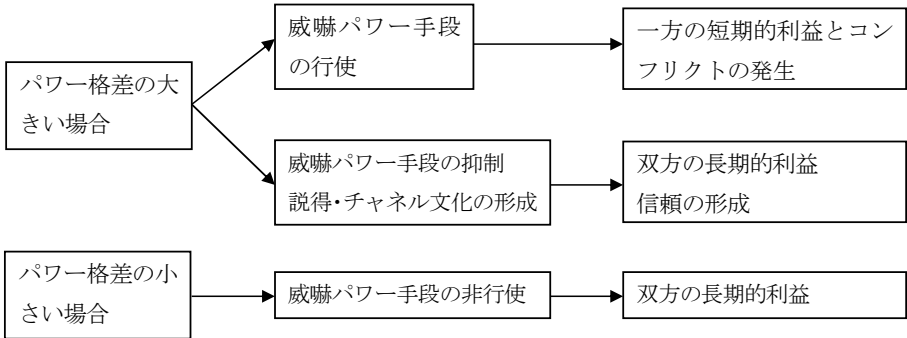 威嚇パワー手段
の行使
一方の短期的利益とコン
フリクトの発生
パワー格差の大
きい場合
威嚇パワー手段の抑制
説得・チャネル文化の形成
双方の長期的利益
信頼の形成
パワー格差の小
さい場合
威嚇パワー手段の非行使
双方の長期的利益